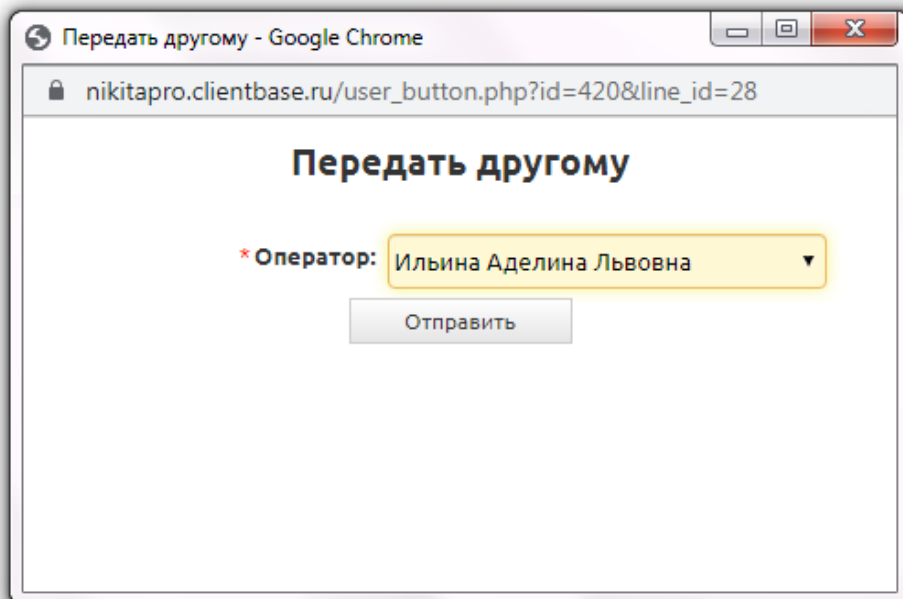 Передать другому - Google Chrome
nikitapro.clientbase.ru/user_button.php?id=420&line_id=28
Передать другому
* Оператор: Ильина Аделина Львовна
Отправить